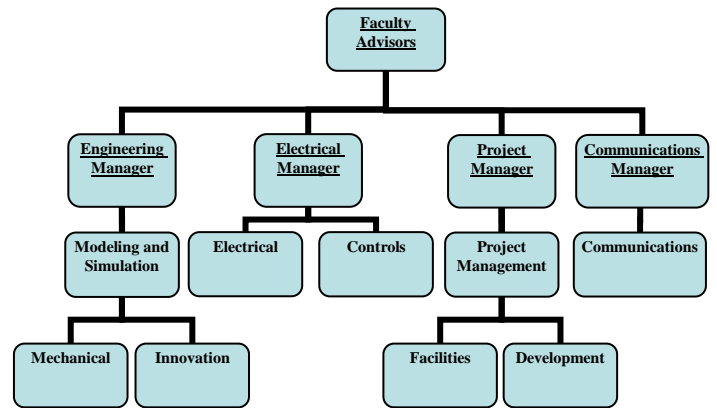 Faculty
Advisors
Engineering
Manager
Electrical
Manager
Project
Manager
Communications
Manager
Modeling and
Simulation
Electrical
Controls
Project
Management
Communications
Mechanical
Innovation
Facilities
Development